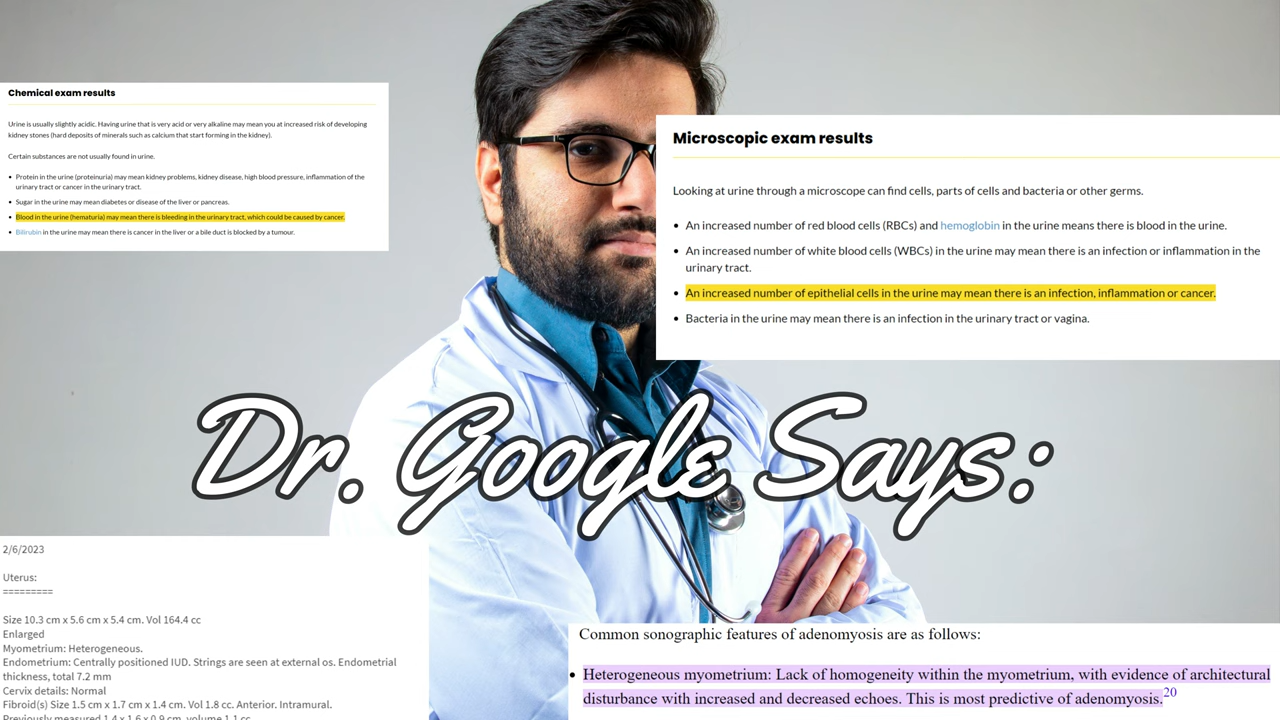 Chemical exam results
Urine is usually slightly acidic. Having urine that is very acid or very alkaline may mean you at increased risk of developing
kidney stones (hard deposits of minerals such as calcium that start forming in the kidney).
Certain substances are not usually found in urine.
• Protein in the urine (proteinuria) may mean kidney problems, kidney disease, high blood pressure, inflammation of the
urinary tract or cancer in the urinary tract.
• Sugar in the urine may mean diabetes or disease of the liver or pancreas.
• Blood in the urine (hematuria) may mean there is bleeding in the urinary tract, which could be caused by cancer.
• Bilirubin in the urine may mean there is cancer in the liver or a bile duct is blocked by a tumour.
Microscopic exam results
Looking at urine through a microscope can find cells, parts of cells and bacteria or other germs.
• An increased number of red blood cells (RBCs) and hemoglobin in the urine means there is blood in the urine.
• An increased number of white blood cells (WBCs) in the urine may mean there is an infection or inflammation in the
urinary tract.
• An increased number of epithelial cells in the urine may mean there is an infection, inflammation or cancer.
• Bacteria in the urine may mean there is an infection in the urinary tract or vagina.
Dr. Google Says:
2/6/2023
Uterus:
=========
Size 10.3 cm x 5.6 cm x 5.4 cm. Vol 164.4 cc
Enlarged
Myometrium: Heterogeneous.
Endometrium: Centrally positioned IUD. Strings are seen at external os. Endometrial
thickness, total 7.2 mm
Cervix details: Normal
Fibroid(s) Size 1.5 cm x 1.7 cm x 1.4 cm. Vol 1.8 cc. Anterior. Intramural.
Previously measured 1.4 x 1.6 x 0.9 cm, volume 1.1 cc
Common sonographic features of adenomyosis are as follows:
• Heterogeneous myometrium: Lack of homogeneity within the myometrium, with evidence of architectural
disturbance with increased and decreased echoes. This is most predictive of adenomyosis.20